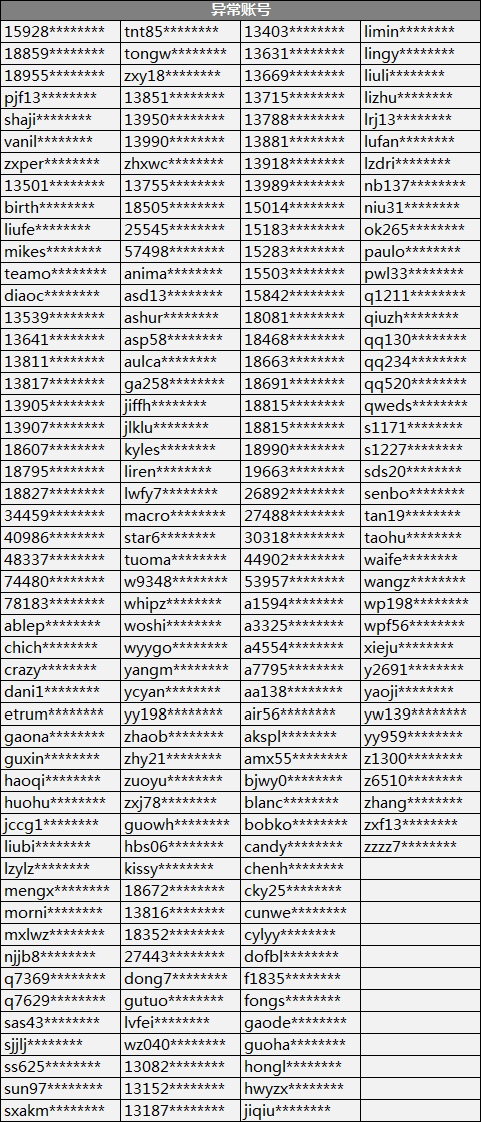 异常账号
15928******** tnt85******** 13403******** limin********
18859******** tongw******** 13631******** lingy********
18955******** zxy18******** 13669******** liuli********
pjf13******** 13851******** 13715******** lizhu********
shaji******** 13950******** 13788******** lrj13********
vanil******** 13990******** 13881******** lufan********
zxper******** zhxwc******** 13918******** lzdri********
13501******** 13755******** 13989******** nb137********
birth******** 18505******** 15014******** niu31********
liufe******** 25545******** 15183******** ok265********
mikes******** 57498******** 15283******** paulo********
teamo******** anima******** 15503******** pwl33********
diaoc******** asd13******** 15842******** q1211********
13539******** ashur******** 18081******** qiuzh********
13641******** asp58******** 18468******** qq130********
13811******** aulca******** 18663******** qq234********
13817******** ga258******** 18691******** qq520********
13905******** jiffh******** 18815******** qweds********
13907******** jlklu******** 18815******** s1171********
18607******** kyles******** 18990******** s1227********
18795******** liren******** 19663******** sds20********
18827******** lwfy7******** 26892******** senbo********
34459******** macro******** 27488******** tan19********
40986******** star6******** 30318******** taohu********
48337******** tuoma******** 44902******** waife********
74480******** w9348******** 53957******** wangz********
78183******** whipz******** a1594******** wp198********
ablep******** woshi******** a3325******** wpf56********
chich******** wyygo******** a4554******** xieju********
crazy******** yangm******** a7795******** y2691********
dani1******** ycyan******** aa138******** yaoji********
etrum******** yy198******** air56******** yw139********
gaona******** zhaob******** akspl******** yy959********
guxin******** zhy21******** amx55******** z1300********
haoqi******** zuoyu******** bjwy0******** z6510********
huohu******** zxj78******** blanc******** zhang********
jccg1******** guowh******** bobko******** zxf13********
liubi******** hbs06******** candy******** zzzz7********
lzylz******** kissy******** chenh********
mengx******** 18672******** cky25********
morni******** 13816******** cunwe********
mxlwz******** 18352******** cylyy********
njjb8******** 27443******** dofbl********
q7369******** dong7******** f1835********
q7629******** gutuo******** fongs********
sas43******** lvfei******** gaode********
sjjlj******** wz040******** guoha********
ss625******** 13082******** hongl********
sun97******** 13152******** hwyzx********
sxakm******** 13187******** jiqiu********